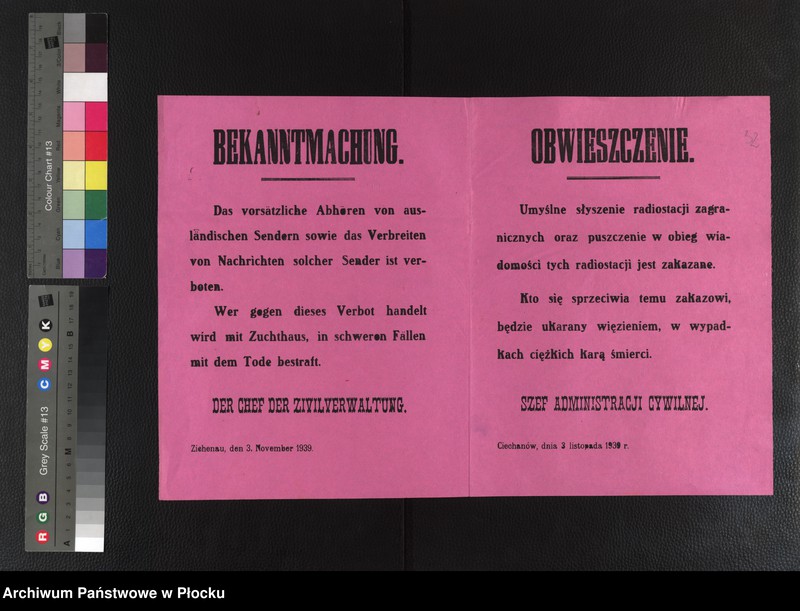 BEKANNTMACHUNG.
Das vorsätzliche Abhören von aus-
ländischen Sendern sowie das Verbreiten
von Nachrichten solcher Sender ist ver-
boten.
Wer gegen dieses Verbot handelt
wird mit Zuchthaus, in schweren Fällen
mit dem Tode bestraft.
DER CHEF DER ZIVILVERWALTUNG.
Zichenau, den 3. November 1939.
OBWIESZCZENIE.
Umyślne słyszenie radiostacji zagra-
nicznych oraz puszczenie w obieg wia-
domości tych radiostacji jest zakazane.
Kto się sprzeciwia temu zakazowi,
będzie ukarany więzieniem, w wypad-
kach ciężkich karą śmierci.
SZEF ADMINISTRACJI CYWILNEJ.
Ciechanów, dnia 3 listopada 1939 r.
Colour Chart #13
Grey Scale #13
R G B C M Y K
A M B
Archiwum Państwowe w Płocku